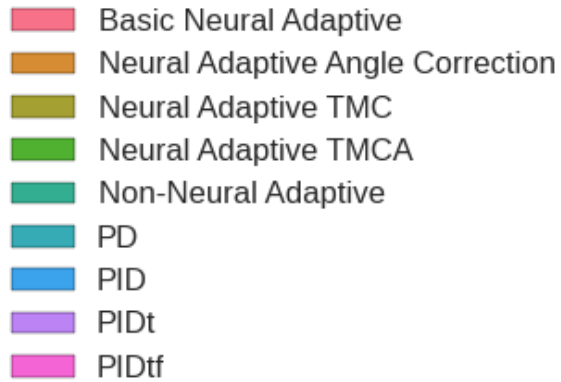 Basic Neural Adaptive
Neural Adaptive Angle Correction
Neural Adaptive TMC
Neural Adaptive TMCA
Non-Neural Adaptive
PD
PID
PIDt
PIDtf